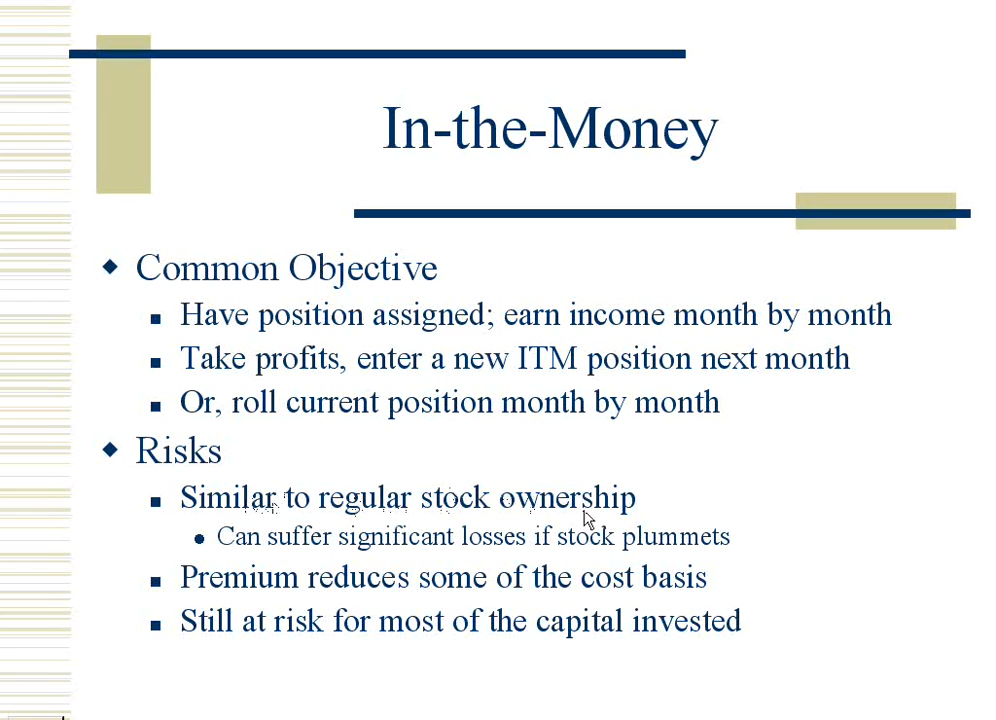 In-the-Money
Common Objective
Have position assigned; earn income month by month
Take profits, enter a new ITM position next month
Or, roll current position month by month
Risks
Similar to regular stock ownership
Can suffer significant losses if stock plummets
Premium reduces some of the cost basis
Still at risk for most of the capital invested